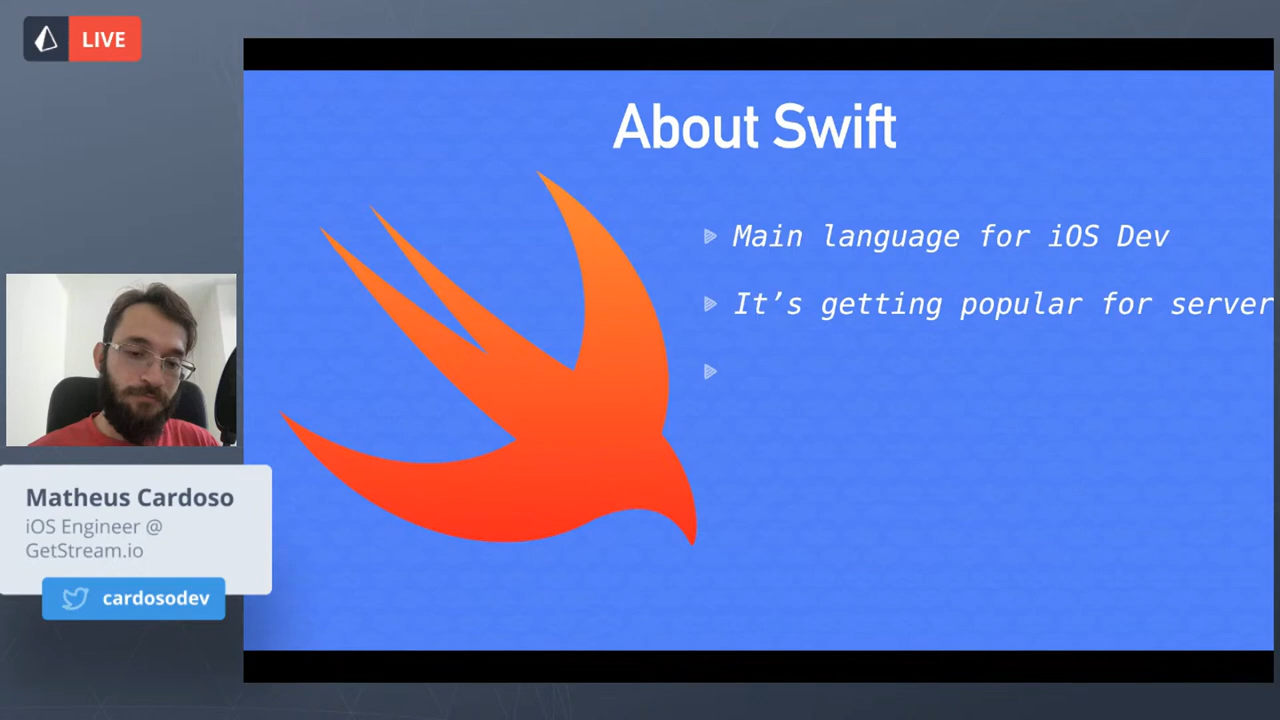 LIVE
About Swift
Main language for iOS Dev
It’s getting popular for server
Matheus Cardoso
iOS Engineer @
GetStream.io
cardosodev